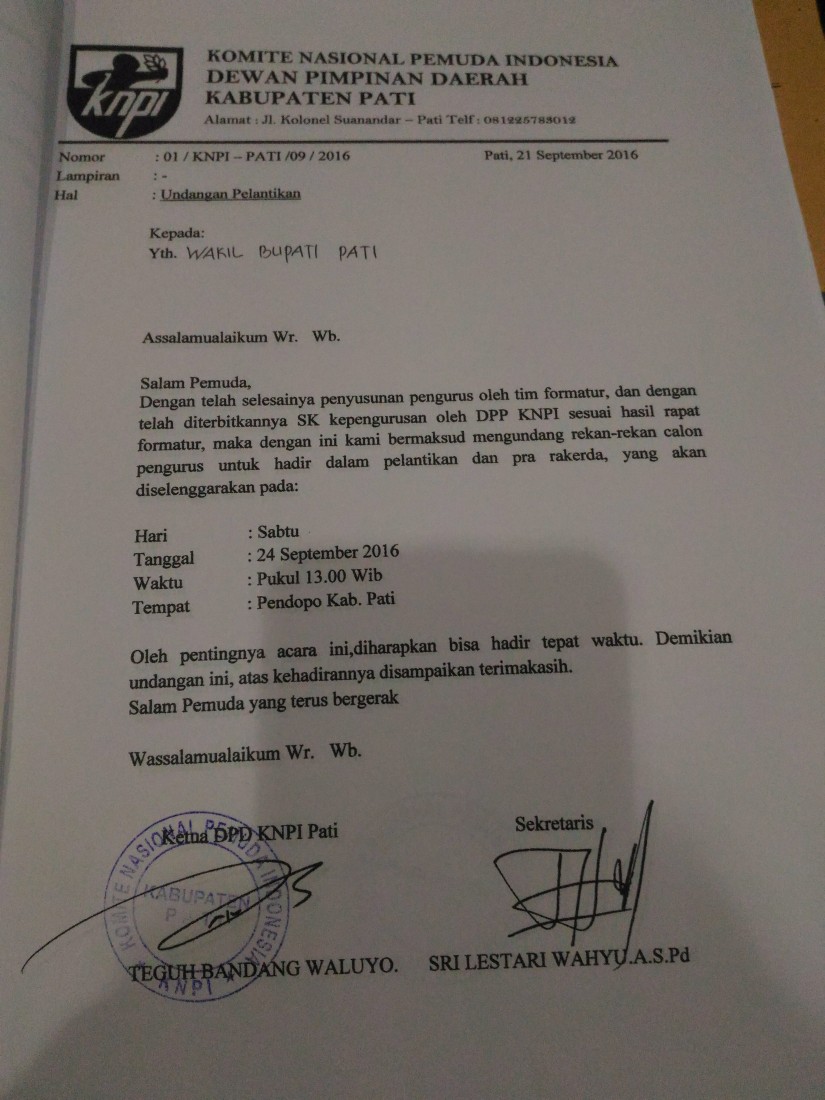 knpi
KOMITE NASIONAL PEMUDA INDONESIA
DEWAN PIMPINAN DAERAH
KABUPATEN PATI
Alamat : Jl. Kolonel Suanandar – Pati Telf : 081225783012
Nomor : 01 / KNPI – PATI /09 / 2016 Pati, 21 September 2016
Lampiran : -
Hal : Undangan Pelantikan
Kepada:
Yth. WAKIL BUPATI PATI
Assalamualaikum Wr. Wb.
Salam Pemuda,
Dengan telah selesainya penyusunan pengurus oleh tim formatur, dan dengan
telah diterbitkannya SK kepengurusan oleh DPP KNPI sesuai hasil rapat
formatur, maka dengan ini kami bermaksud mengundang rekan-rekan calon
pengurus untuk hadir dalam pelantikan dan pra rakerda, yang akan
diselenggarakan pada:
Hari : Sabtu
Tanggal : 24 September 2016
Waktu : Pukul 13.00 Wib
Tempat : Pendopo Kab. Pati
Oleh pentingnya acara ini,diharapkan bisa hadir tepat waktu. Demikian
undangan ini, atas kehadirannya disampaikan terimakasih.
Salam Pemuda yang terus bergerak
Wassalamualaikum Wr. Wb.
Ketua DPD KNPI Pati Sekretaris
KOMITE NASIONAL PEMUDA INDONESIA
KABUPATEN
PATI
KNPI
TEGUH BANDANG WALUYO. SRI LESTARI WAHYU.A.S.Pd